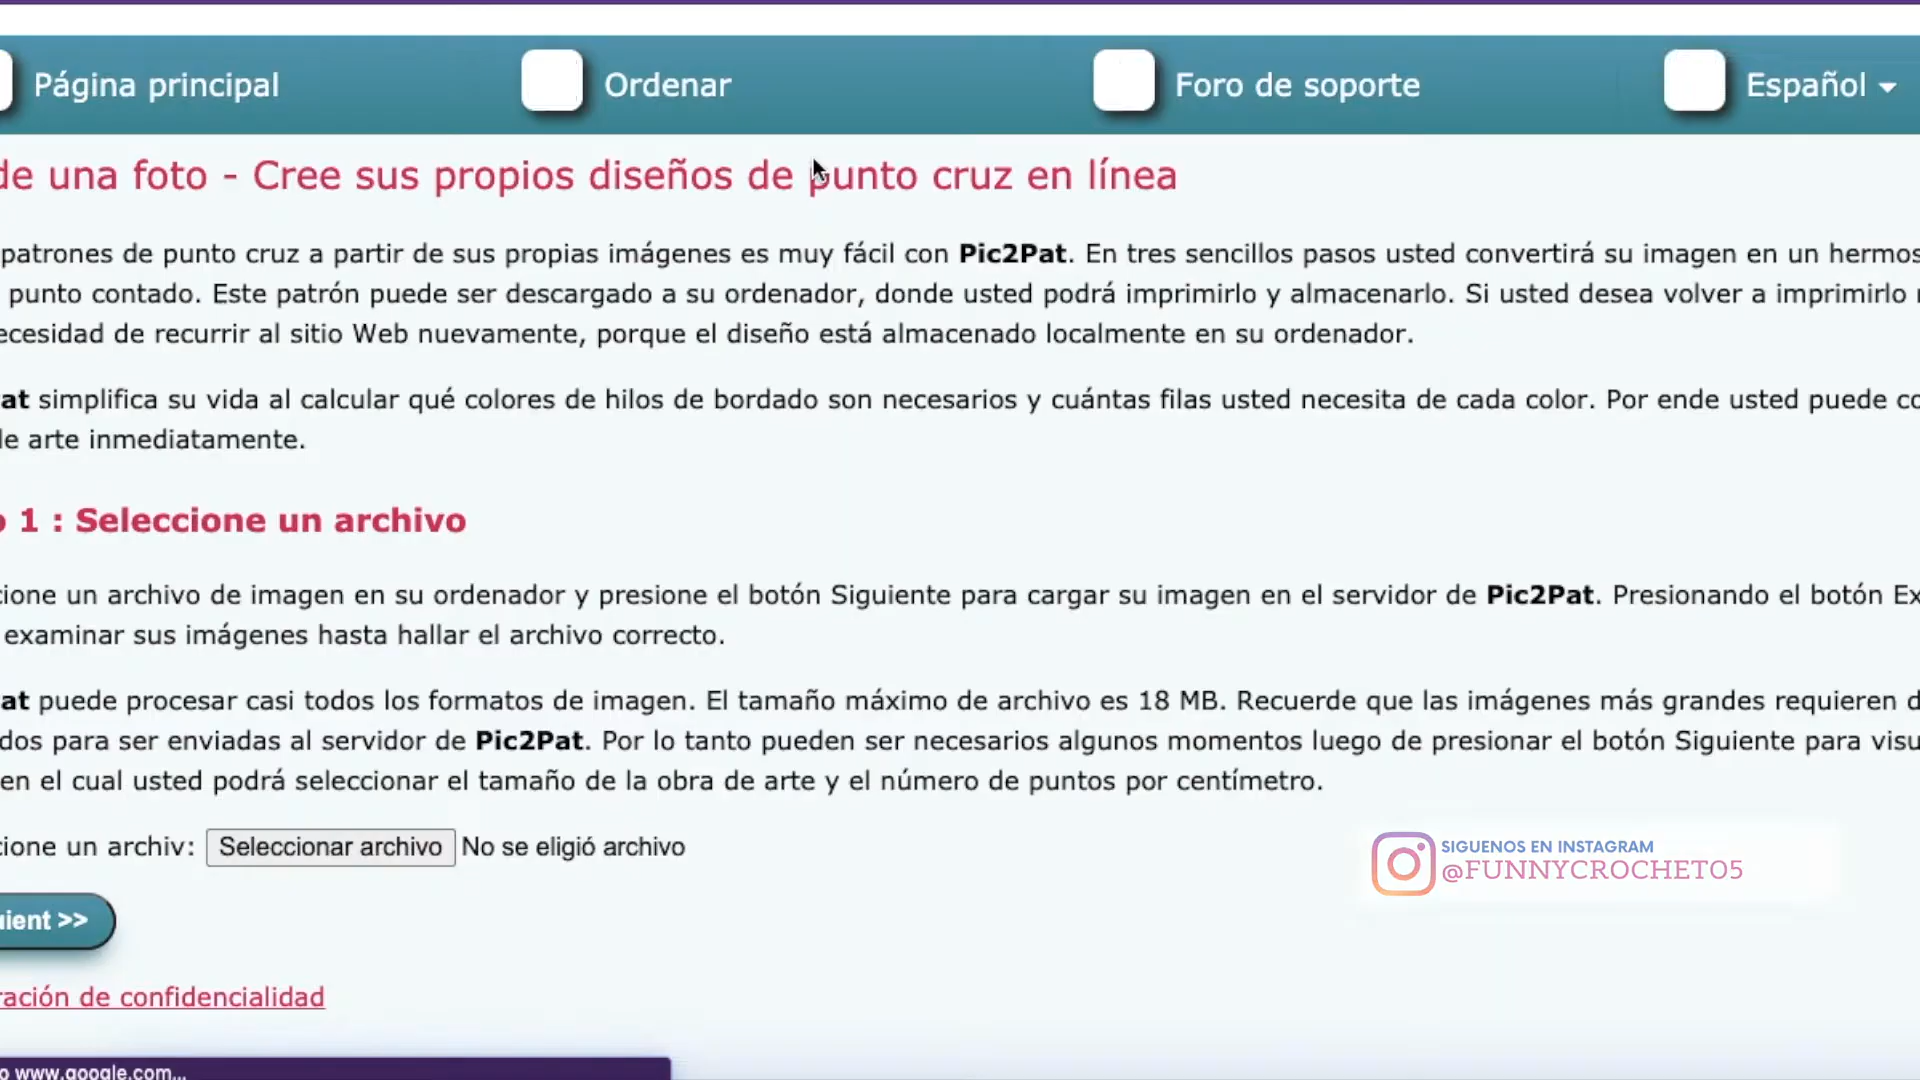 Página principal
Ordenar
Foro de soporte
Español
de una foto - Cree sus propios diseños de punto cruz en línea
patrones de punto cruz a partir de sus propias imágenes es muy fácil con Pic2Pat. En tres sencillos pasos usted convertirá su imagen en un hermos
punto contado. Este patrón puede ser descargado a su ordenador, donde usted podrá imprimirlo y almacenarlo. Si usted desea volver a imprimirlo
ecesidad de recurrir al sitio Web nuevamente, porque el diseño está almacenado localmente en su ordenador.
at simplifica su vida al calcular qué colores de hilos de bordado son necesarios y cuántas filas usted necesita de cada color. Por ende usted puede co
de arte inmediatamente.
o 1 : Seleccione un archivo
cione un archivo de imagen en su ordenador y presione el botón Siguiente para cargar su imagen en el servidor de Pic2Pat. Presionando el botón Ex
examinar sus imágenes hasta hallar el archivo correcto.
at puede procesar casi todos los formatos de imagen. El tamaño máximo de archivo es 18 MB. Recuerde que las imágenes más grandes requieren d
dos para ser enviadas al servidor de Pic2Pat. Por lo tanto pueden ser necesarios algunos momentos luego de presionar el botón Siguiente para visu
en el cual usted podrá seleccionar el tamaño de la obra de arte y el número de puntos por centímetro.
cione un archiv: Seleccionar archivo No se eligió archivo
SIGUENOS EN INSTAGRAM
@FUNNYCROCHET05
uient >>
ración de confidencialidad
o www.google.com...